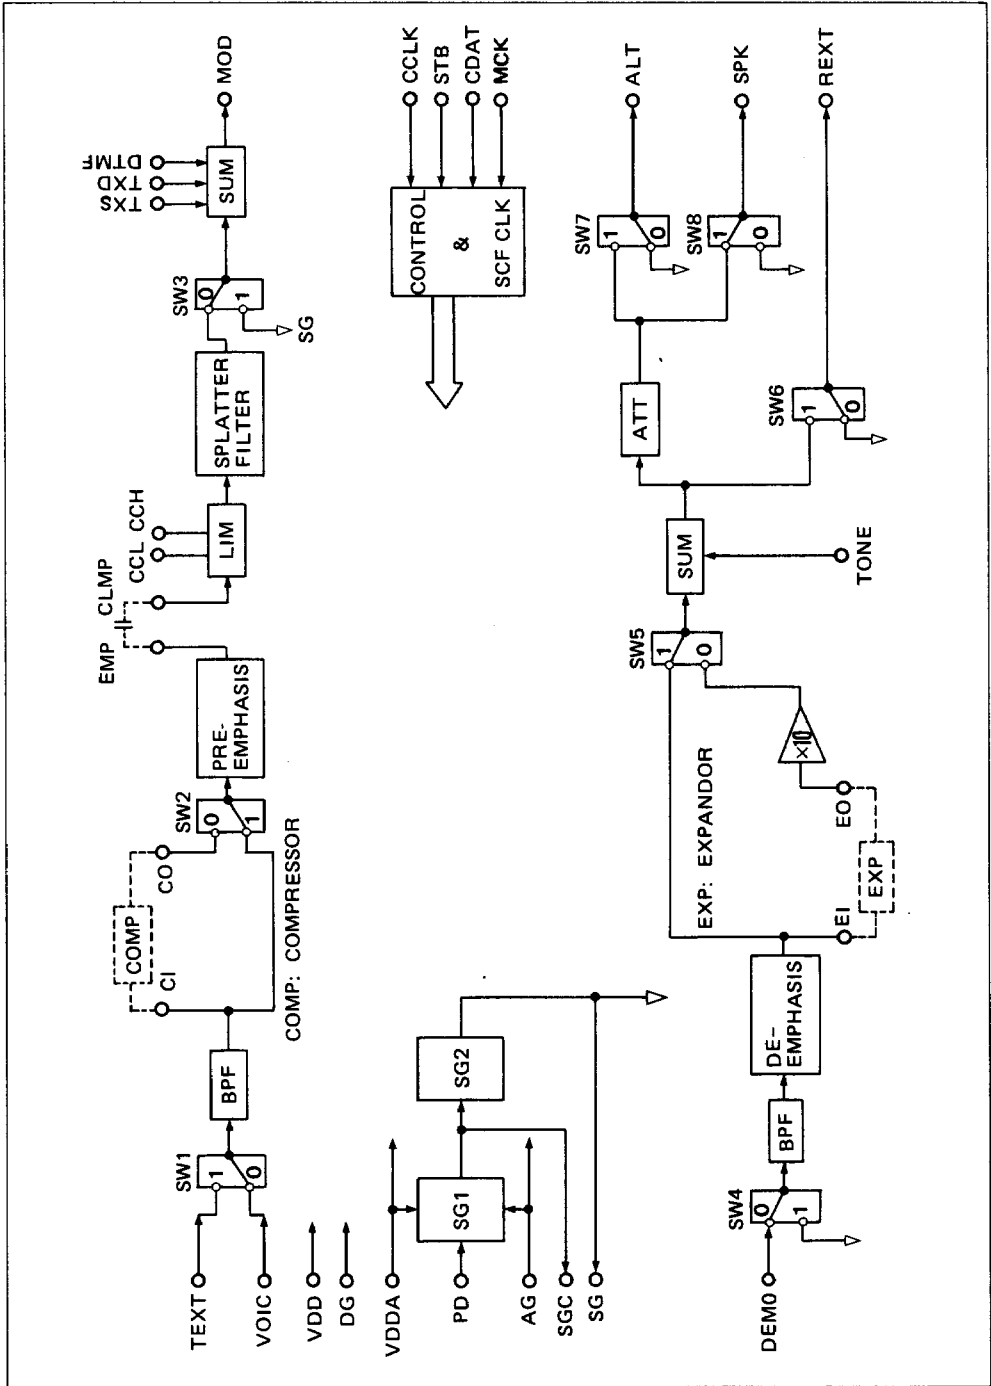 TEXT
VOIC
SW1
1
0
BPF
CI
COMP
CO
COMP: COMPRESSOR
SW2
0
1
PRE-
EMPHASIS
EMP
CLMP
CCL
CCH
LIM
SPLATTER
FILTER
SW3
0
1
SG
TXS
TXD
DTMF
SUM
MOD
VDD
DG
VDDA
PD
AG
SGC
SG
SG1
SG2
CONTROL
&
SCF CLK
CCLK
STB
CDAT
MCK
DEMO
SW4
0
1
BPF
DE-
EMPHASIS
EI
EXP
EO
EXP: EXPANDOR
×10
SW5
1
0
SUM
TONE
ATT
SW6
1
0
SW7
1
0
SW8
1
0
ALT
SPK
REXT